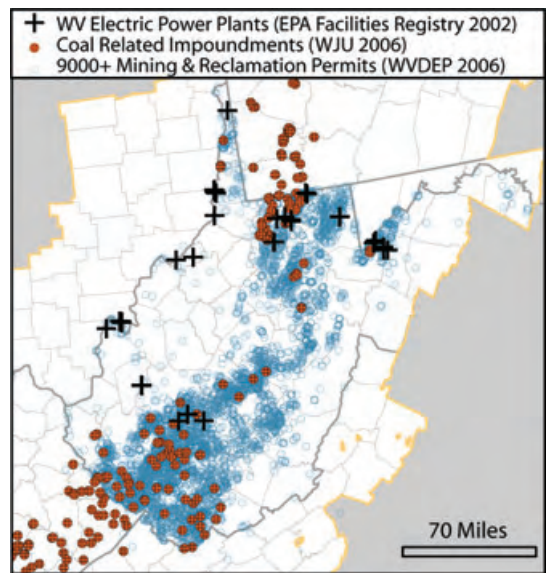 WV Electric Power Plants (EPA Facilities Registry 2002)
Coal Related Impoundments (WJU 2006)
9000+ Mining & Reclamation Permits (WVDEP 2006)
70 Miles